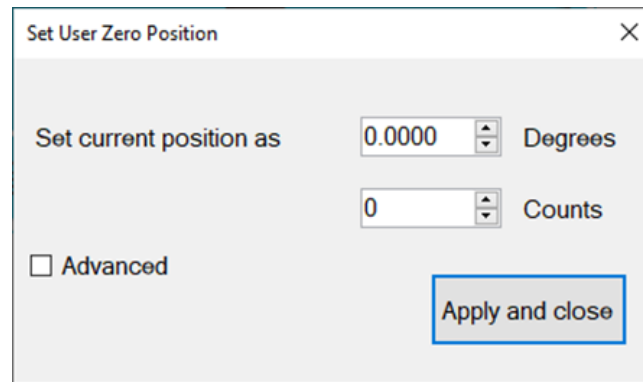 Set User Zero Position
Set current position as 0.0000 Degrees
0 Counts
Advanced
Apply and close